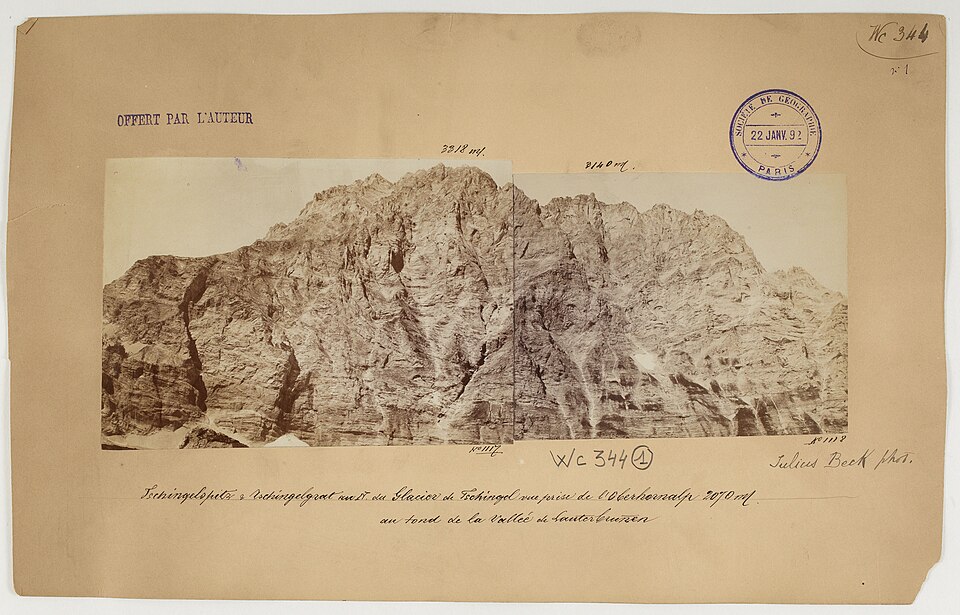 Wc 344
n° 1
OFFERT PAR L'AUTEUR
SOCIÉTÉ DE GÉOGRAPHIE
22 JANV. 92
PARIS
3318 m.
3140 m.
N° 1117
N° 1118
Wc 344 1
Julius Beck phot.
Tschingelspitz & Tschingelgrat au N. du Glacier de Tschingel vue prise de l'Oberhornalp 2070 m.
au fond de la Vallée de Lauterbrunnen